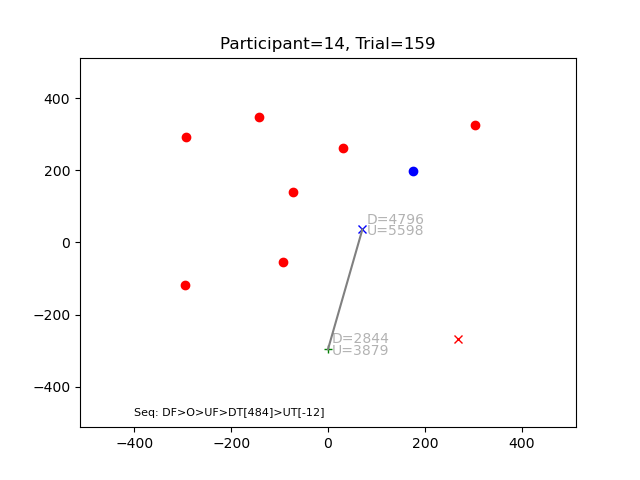 Participant=14, Trial=159
400
200
0
−200
−400
D=4796
U=5598
D=2844
U=3879
Seq: DF>O>UF>DT[484]>UT[-12]
−400
−200
0
200
400